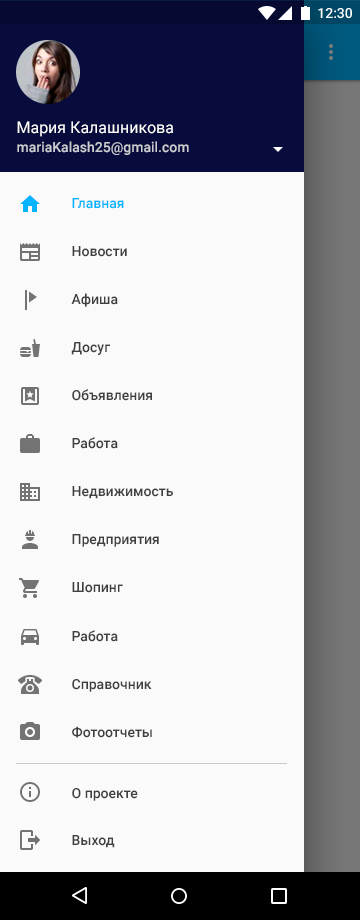 12:30
Мария Калашникова
mariaKalash25@gmail.com
Главная
Новости
Афиша
Досуг
Объявления
Работа
Недвижимость
Предприятия
Шопинг
Работа
Справочник
Фотоотчеты
О проекте
Выход